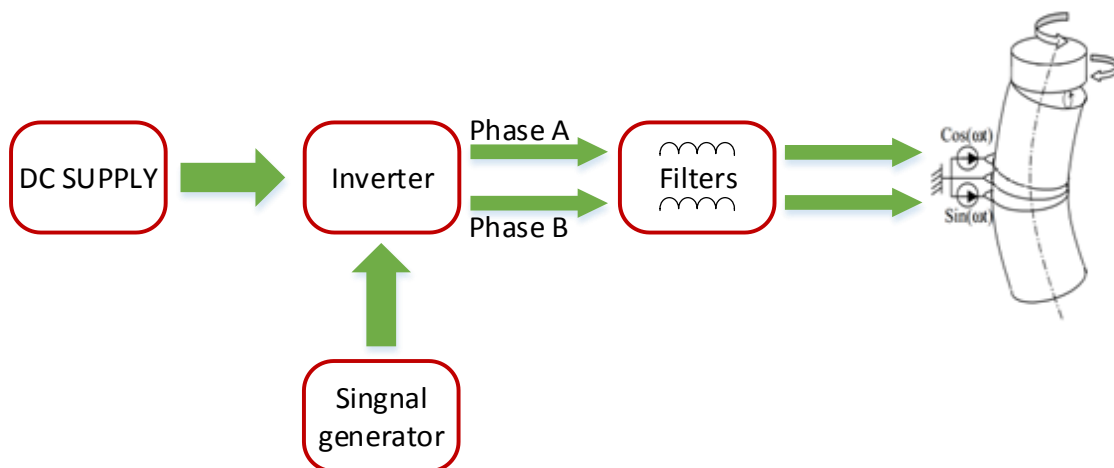 DC SUPPLY
Inverter
Phase A
Phase B
Filters
Cos(ωt)
Sin(ωt)
Singnal
generator